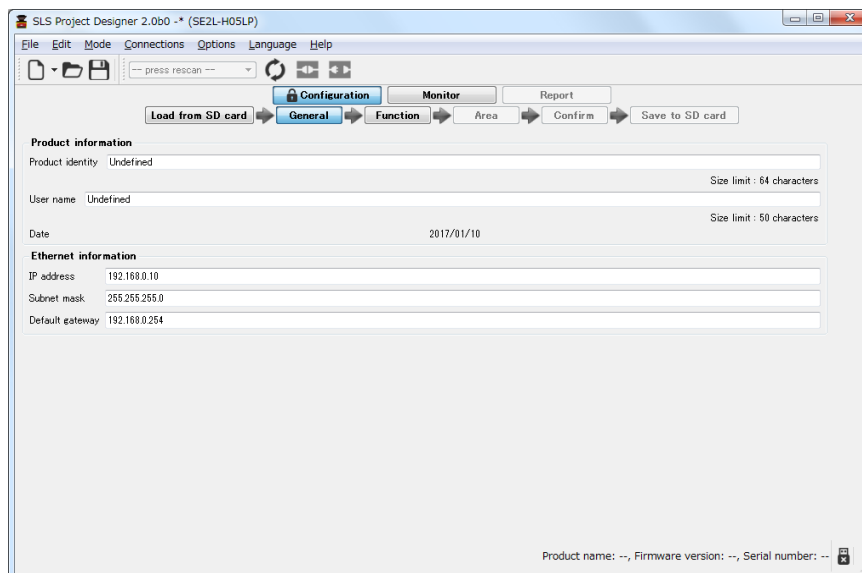 SLS Project Designer 2.0b0 -* (SE2L-H05LP)
File Edit Mode Connections Options Language Help
-- press rescan --
Configuration Monitor Report
Load from SD card General Function Area Confirm Save to SD card
Product information
Product identity Undefined
Size limit : 64 characters
User name Undefined
Size limit : 50 characters
Date 2017/01/10
Ethernet information
IP address 192.168.0.10
Subnet mask 255.255.255.0
Default gateway 192.168.0.254
Product name: --, Firmware version: --, Serial number: --